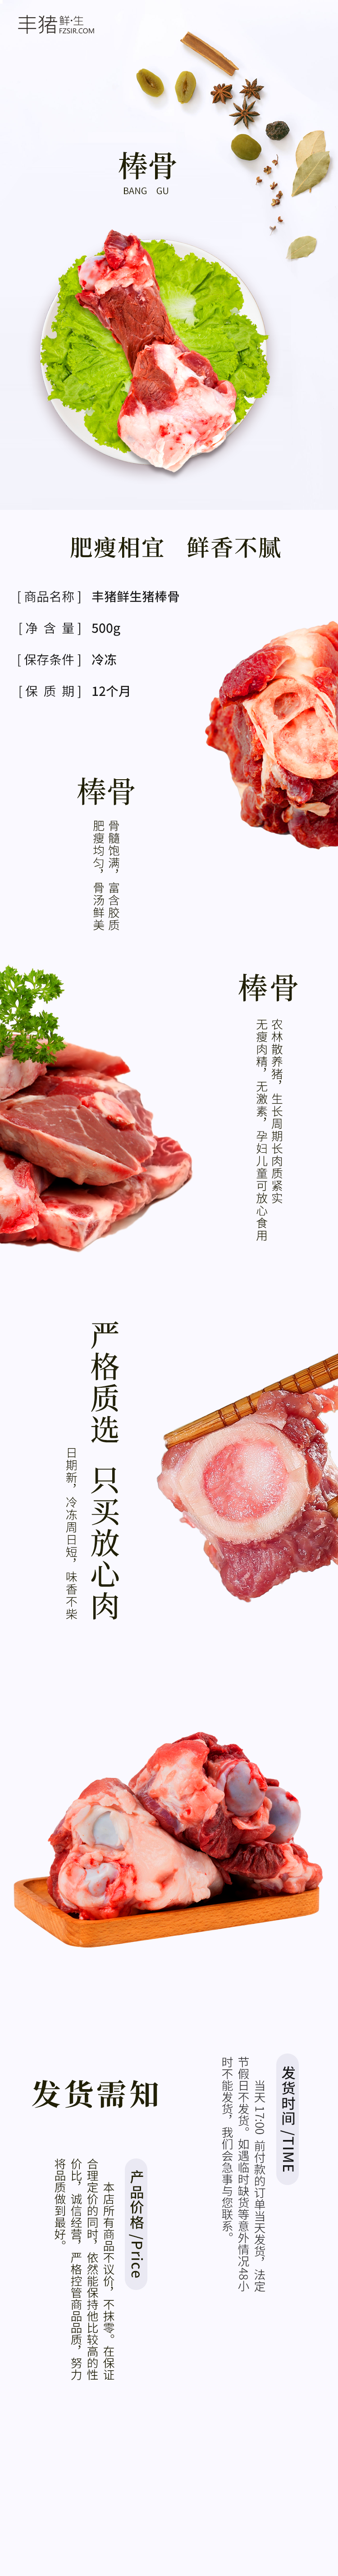 丰猪鲜·生
FZSIR.COM
棒骨
BANG GU
肥瘦相宜 鲜香不腻
[ 商品名称 ] 丰猪鲜生猪棒骨
[ 净 含 量 ] 500g
[ 保存条件 ] 冷冻
[ 保 质 期 ] 12个月
棒骨
骨髓饱满，富含胶质
肥瘦均匀，骨汤鲜美
棒骨
农林散养猪，生长周期长肉质紧实
无瘦肉精，无激素，孕妇儿童可放心食用
严格质选 只买放心肉
日期新，冷冻周日短，味香不柴
发货需知
发货时间 /TIME
当天 17:00 前付款的订单当天发货，法定
节假日不发货。如遇临时缺货等意外情况48小
时不能发货，我们会急事与您联系。
产品价格 /Price
本店所有商品不议价，不抹零。在保证
合理定价的同时，依然能保持他比较高的性
价比，诚信经营，严格控管商品品质，努力
将品质做到最好。